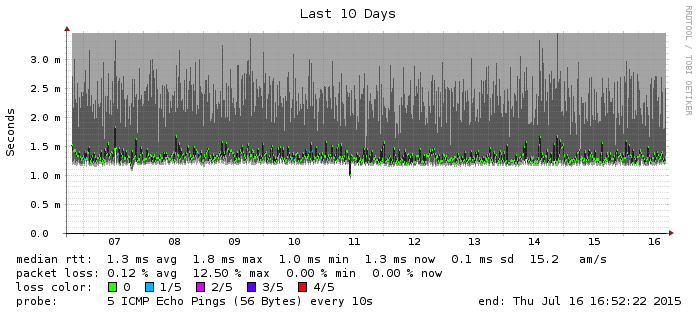 Last 10 Days
RRDTOOL / TOBI OETIKER
Seconds
3.0 m
2.5 m
2.0 m
1.5 m
1.0 m
0.5 m
0.0
07 08 09 10 11 12 13 14 15 16
median rtt: 1.3 ms avg 1.8 ms max 1.0 ms min 1.3 ms now 0.1 ms sd 15.2 am/s
packet loss: 0.12 % avg 12.50 % max 0.00 % min 0.00 % now
loss color: 0 1/5 2/5 3/5 4/5
probe: 5 ICMP Echo Pings (56 Bytes) every 10s end: Thu Jul 16 16:52:22 2015